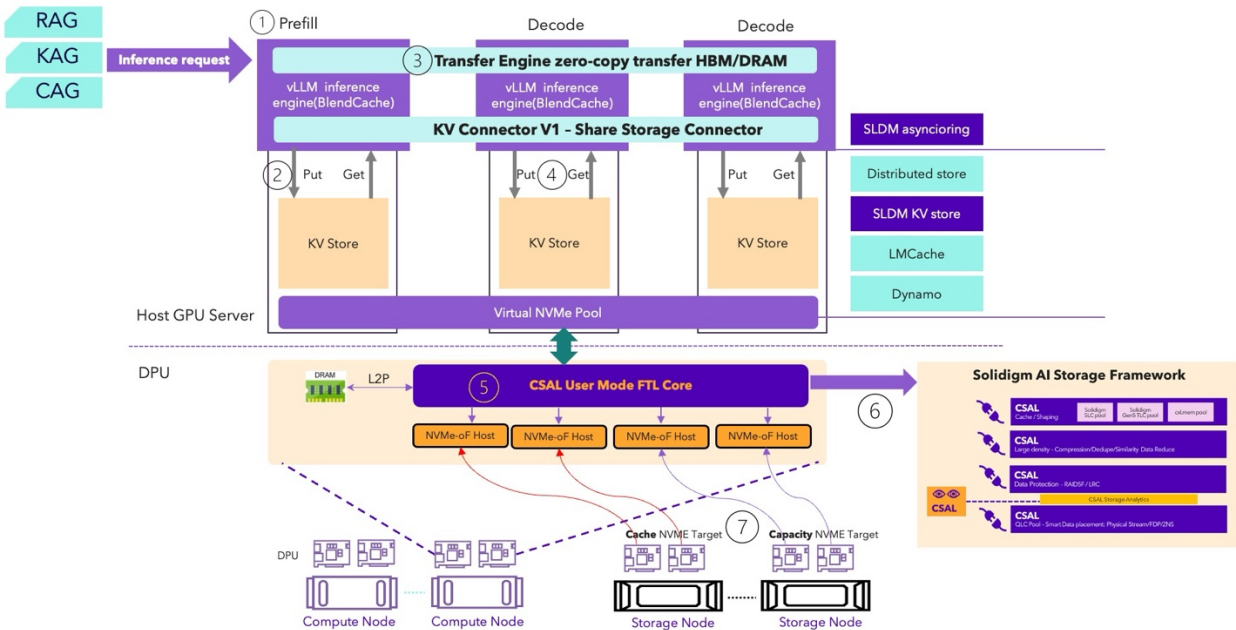 RAG
KAG
CAG
Inference request
1 Prefill
Decode
Decode
3 Transfer Engine zero-copy transfer HBM/DRAM
vLLM inference
engine(BlendCache)
vLLM inference
engine(BlendCache)
vLLM inference
engine(BlendCache)
KV Connector V1 – Share Storage Connector
2 Put Get
Put 4 Get
Put Get
KV Store
KV Store
KV Store
Virtual NVMe Pool
Host GPU Server
SLDM asyncioring
Distributed store
SLDM KV store
LMCache
Dynamo
DPU
DRAM
L2P
5 CSAL User Mode FTL Core
NVMe-oF Host
NVMe-oF Host
NVMe-oF Host
NVMe-oF Host
6
Solidigm AI Storage Framework
CSAL
Cache / Shaping
Solidigm
SLC pool
Solidigm
Gen5 TLC pool
cxl.mem pool
CSAL
Large density - Compression/Dedupe/Similarity Data Reduce
CSAL
Data Protection - RAID5F / LRC
CSAL Storage Analytics
CSAL
CSAL
QLC Pool - Smart Data placement: Physical Stream/FDP/ZNS
7
Cache NVME Target
Capacity NVME Target
DPU
Compute Node
Compute Node
Storage Node
Storage Node